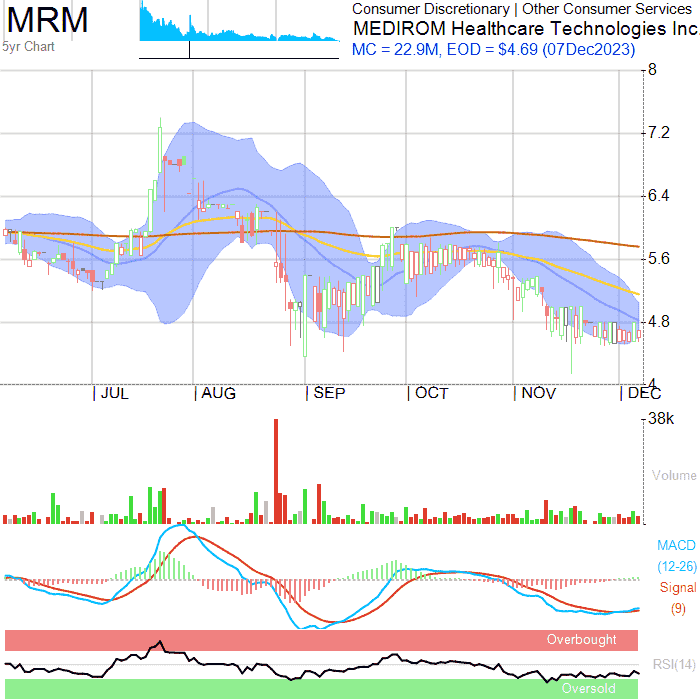 MRM
5yr Chart
Consumer Discretionary | Other Consumer Services
MEDIROM Healthcare Technologies Inc.
MC = 22.9M, EOD = $4.69 (07Dec2023)
8
7.2
6.4
5.6
4.8
4
JUL AUG SEP OCT NOV DEC
38k
Volume
MACD
(12-26)
Signal
(9)
Overbought
RSI(14)
Oversold